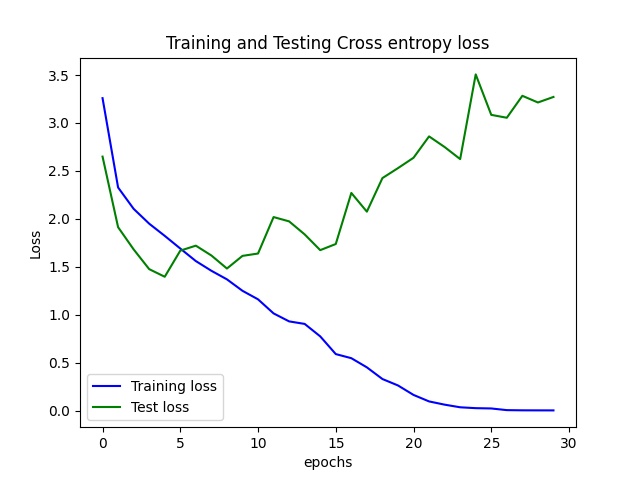 Training and Testing Cross entropy loss
3.5
3.0
2.5
2.0
1.5
1.0
0.5
0.0
Loss
Training loss
Test loss
0 5 10 15 20 25 30
epochs